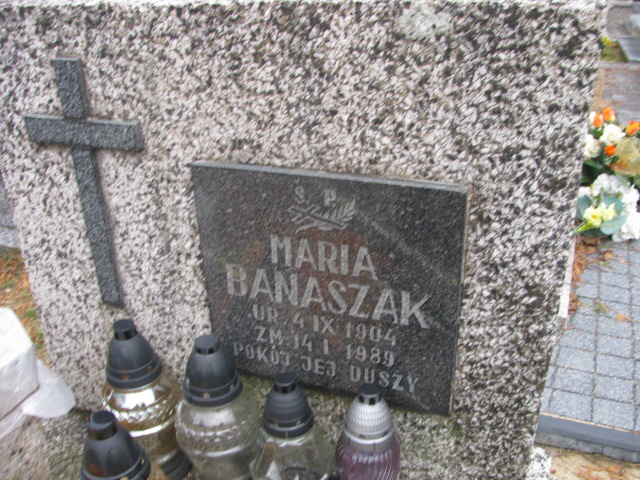 Ś. P.
MARIA
BANASZAK
UR. 4 IX 1904
ZM. 14 I 1989
POKÓJ JEJ DUSZY